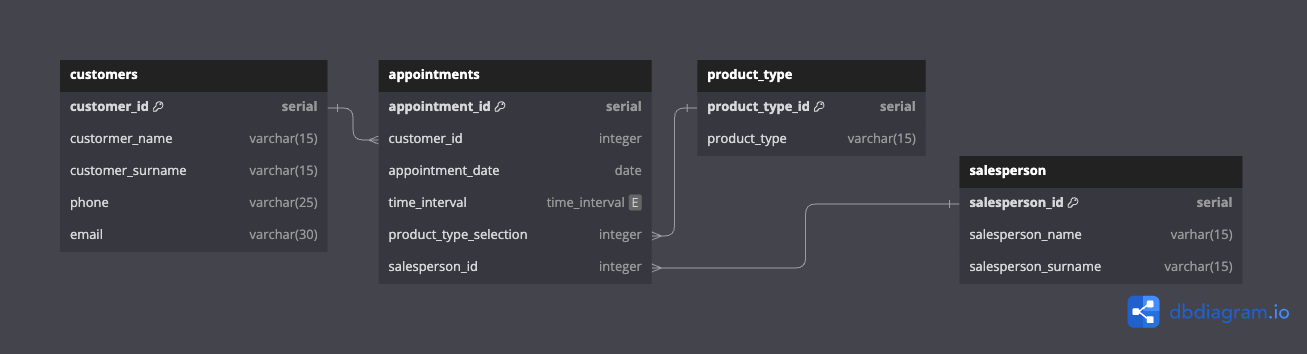 customers
customer_id serial
custormer_name varchar(15)
customer_surname varchar(15)
phone varchar(25)
email varchar(30)
appointments
appointment_id serial
customer_id integer
appointment_date date
time_interval time_interval E
product_type_selection integer
salesperson_id integer
product_type
product_type_id serial
product_type varchar(15)
salesperson
salesperson_id serial
salesperson_name varhar(15)
salesperson_surname varchar(15)
dbdiagram.io